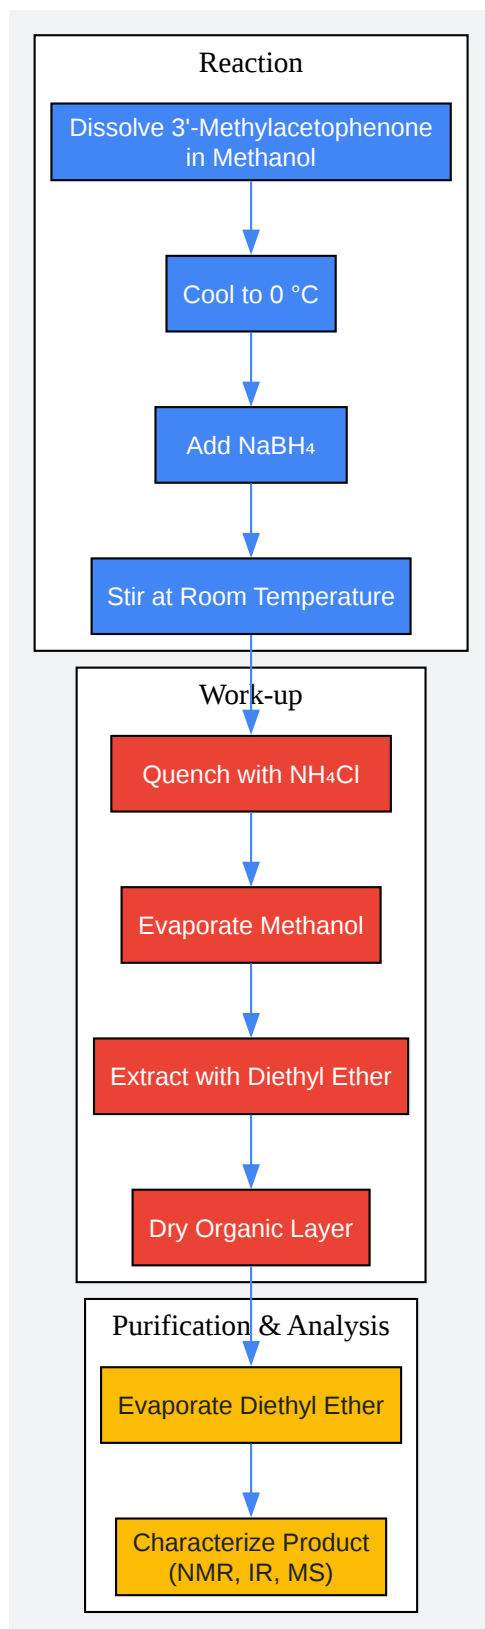 Reaction
Dissolve 3'-Methylacetophenone
in Methanol
Cool to 0 °C
Add NaBH₄
Stir at Room Temperature
Work-up
Quench with NH₄Cl
Evaporate Methanol
Extract with Diethyl Ether
Dry Organic Layer
Purification & Analysis
Evaporate Diethyl Ether
Characterize Product
(NMR, IR, MS)